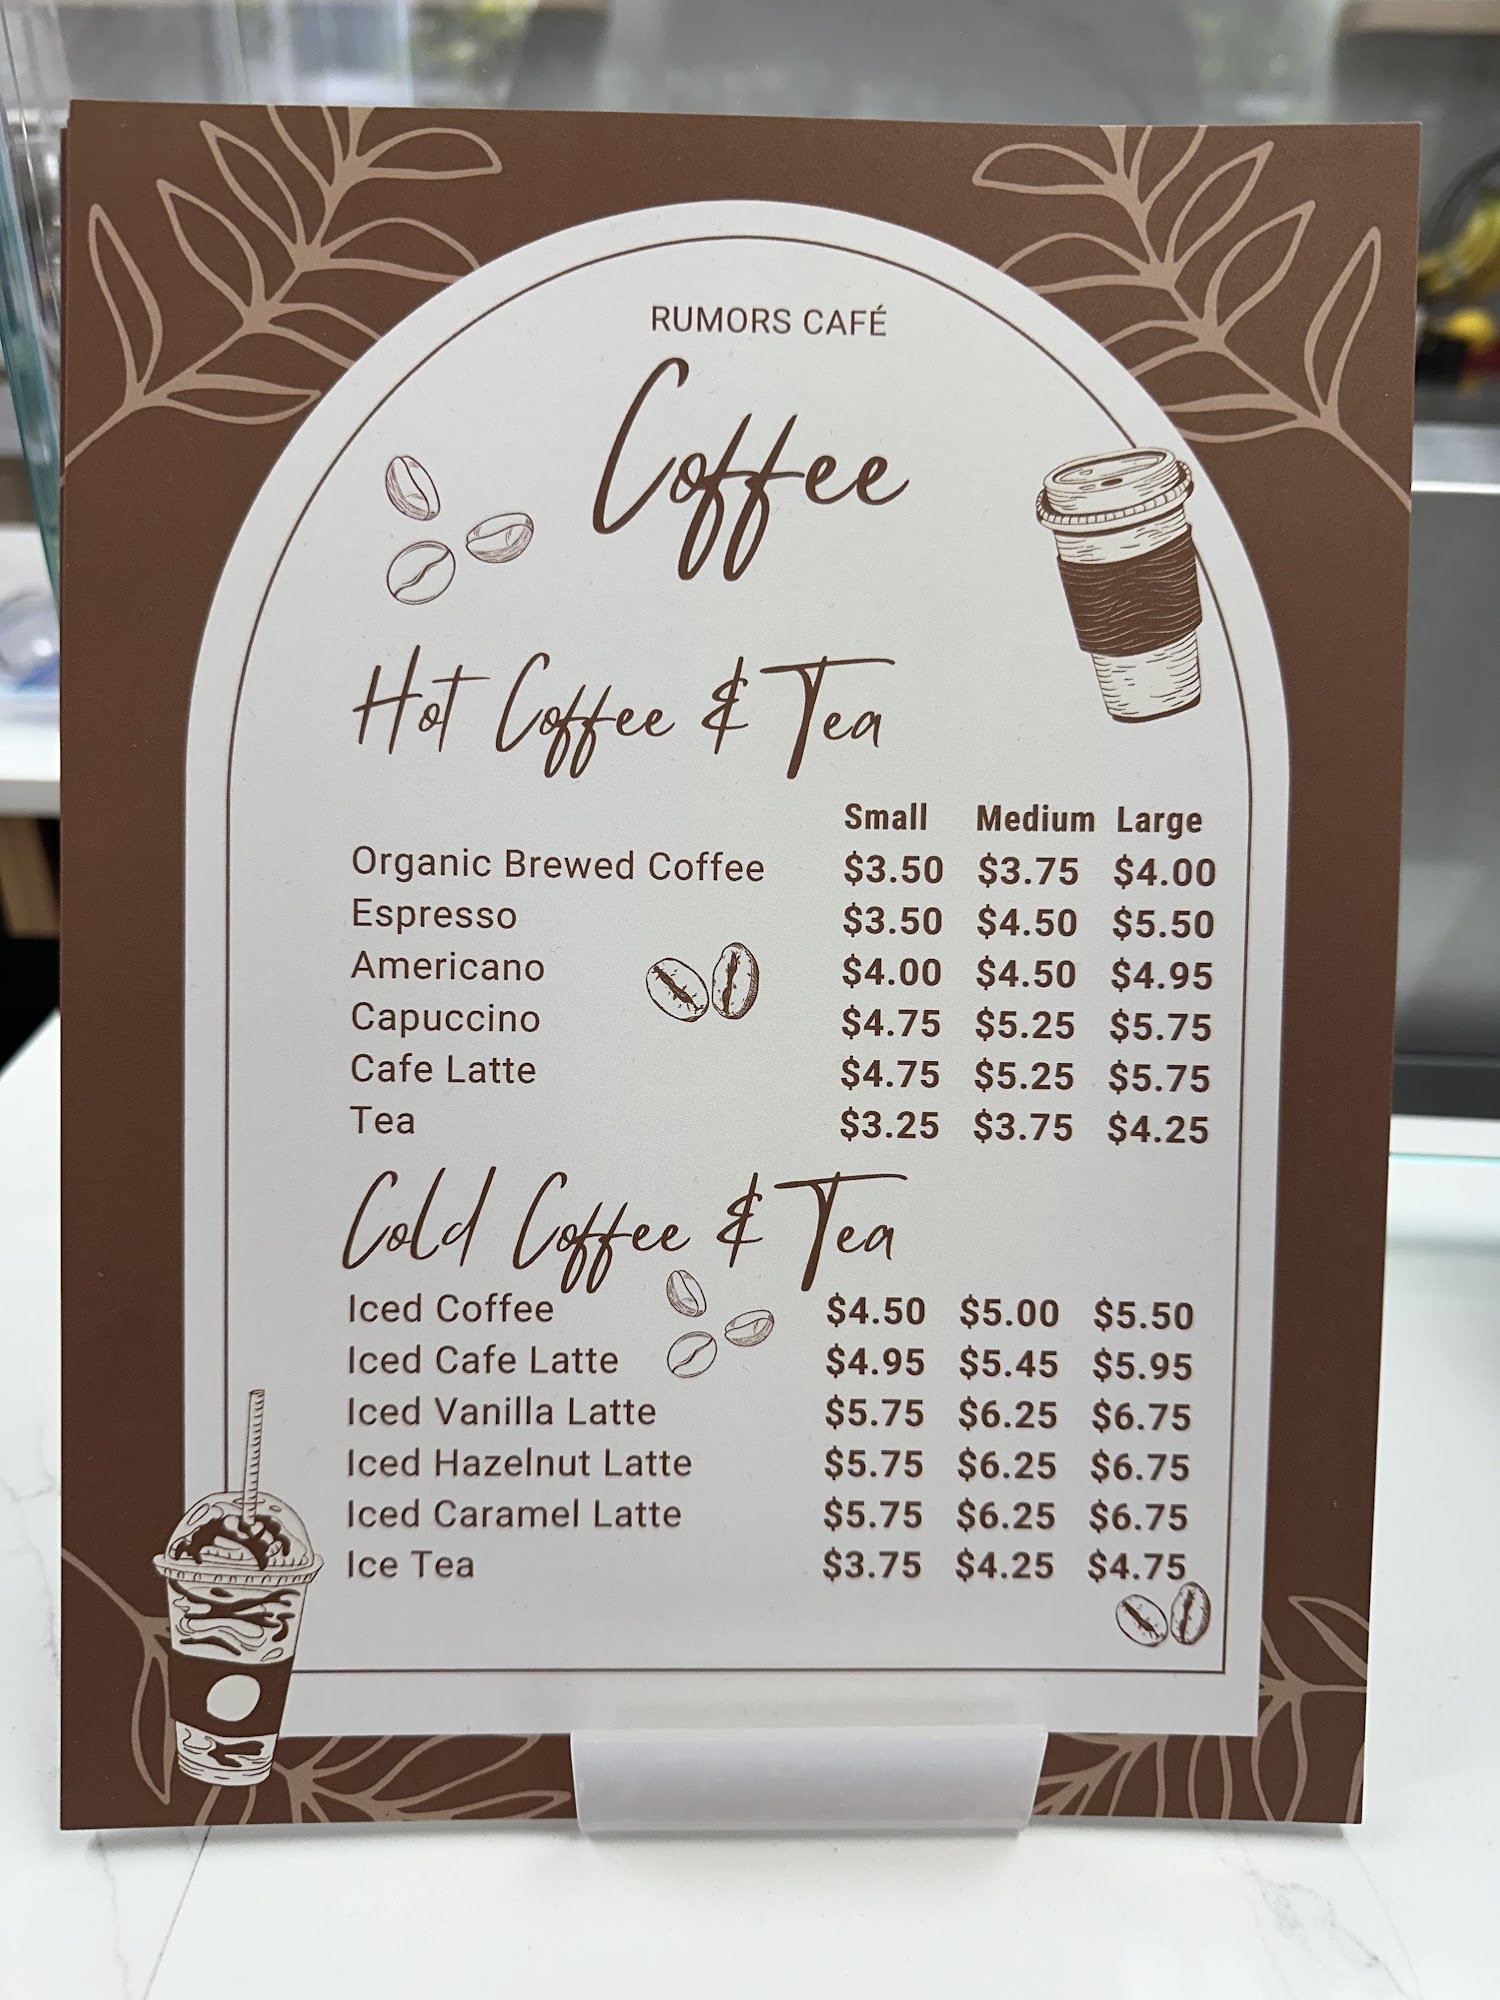 RUMORS CAFÉ
Coffee
Hot Coffee & Tea
Small Medium Large
Organic Brewed Coffee $3.50 $3.75 $4.00
Espresso $3.50 $4.50 $5.50
Americano $4.00 $4.50 $4.95
Capuccino $4.75 $5.25 $5.75
Cafe Latte $4.75 $5.25 $5.75
Tea $3.25 $3.75 $4.25
Cold Coffee & Tea
Iced Coffee $4.50 $5.00 $5.50
Iced Cafe Latte $4.95 $5.45 $5.95
Iced Vanilla Latte $5.75 $6.25 $6.75
Iced Hazelnut Latte $5.75 $6.25 $6.75
Iced Caramel Latte $5.75 $6.25 $6.75
Ice Tea $3.75 $4.25 $4.75